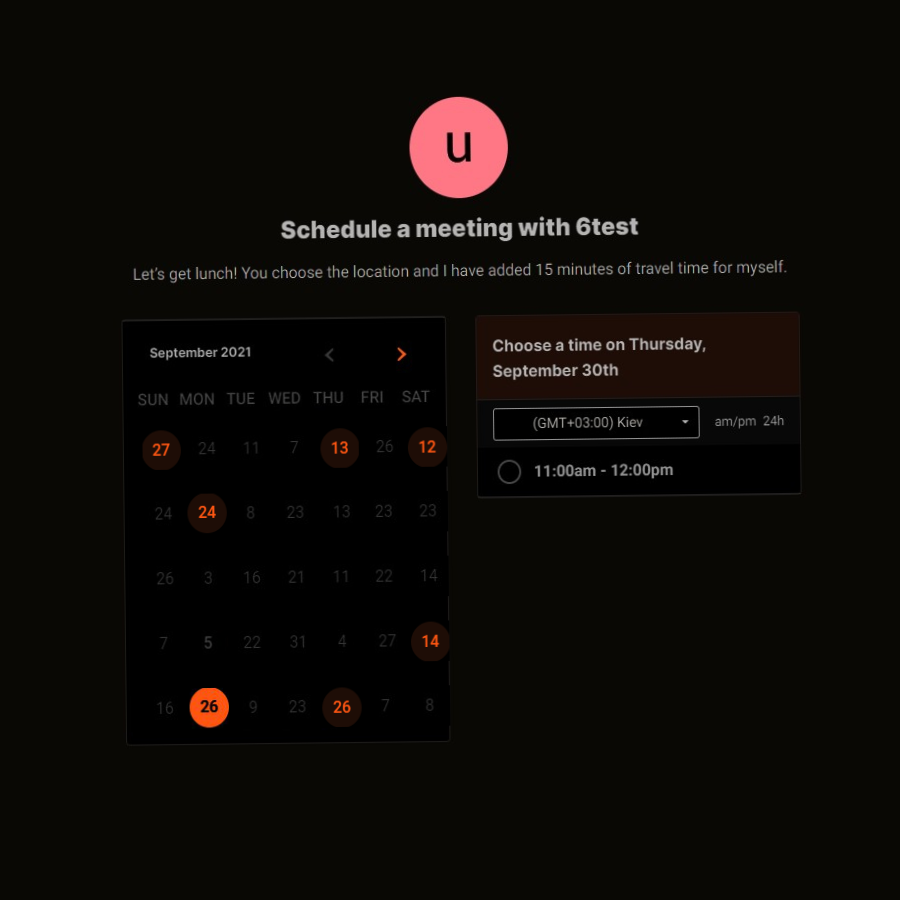 u
Schedule a meeting with 6test
Let's get lunch! You choose the location and I have added 15 minutes of travel time for myself.
September 2021
SUN MON TUE WED THU FRI SAT
27 24 11 7 13 26 12
24 24 8 23 13 23 23
26 3 16 21 11 22 14
7 5 22 31 4 27 14
16 26 9 23 26 7 8
Choose a time on Thursday,
September 30th
(GMT+03:00) Kiev am/pm 24h
11:00am - 12:00pm